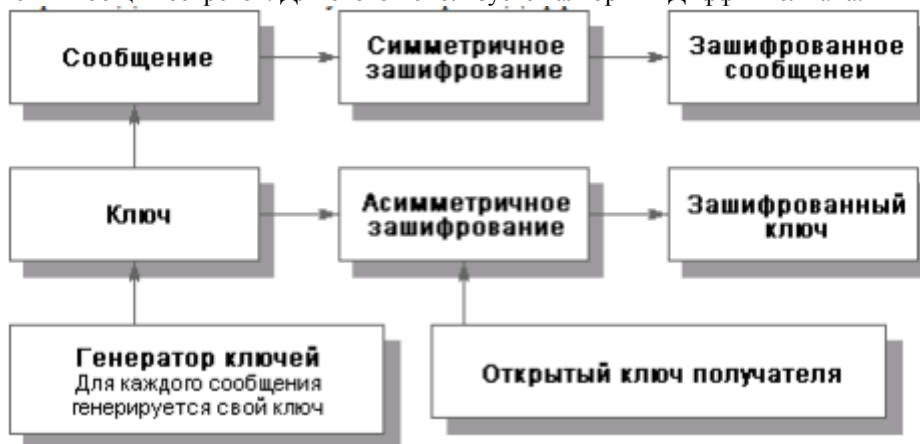 Сообщение
Симметричное
зашифрование
Зашифрованное
сообщенеи
Ключ
Асимметричное
зашифрование
Зашифрованный
ключ
Генератор ключей
Для каждого сообщения
генерируется свой ключ
Открытый ключ получателя